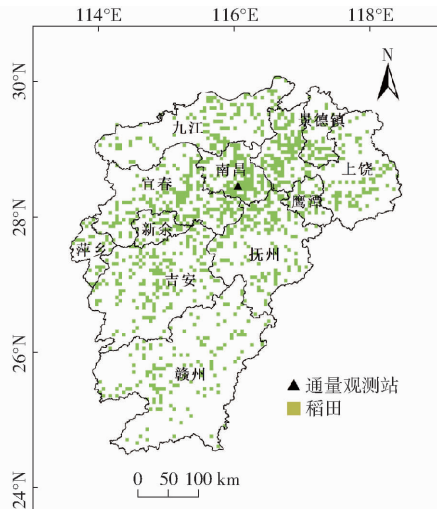 114°E 116°E 118°E
30°N
N
景德镇
九江
南昌
上饶
宜春
28°N
鹰潭
新余
萍乡
抚州
吉安
26°N
赣州
▲ 通量观测站
稻田
0 50 100 km
24°N